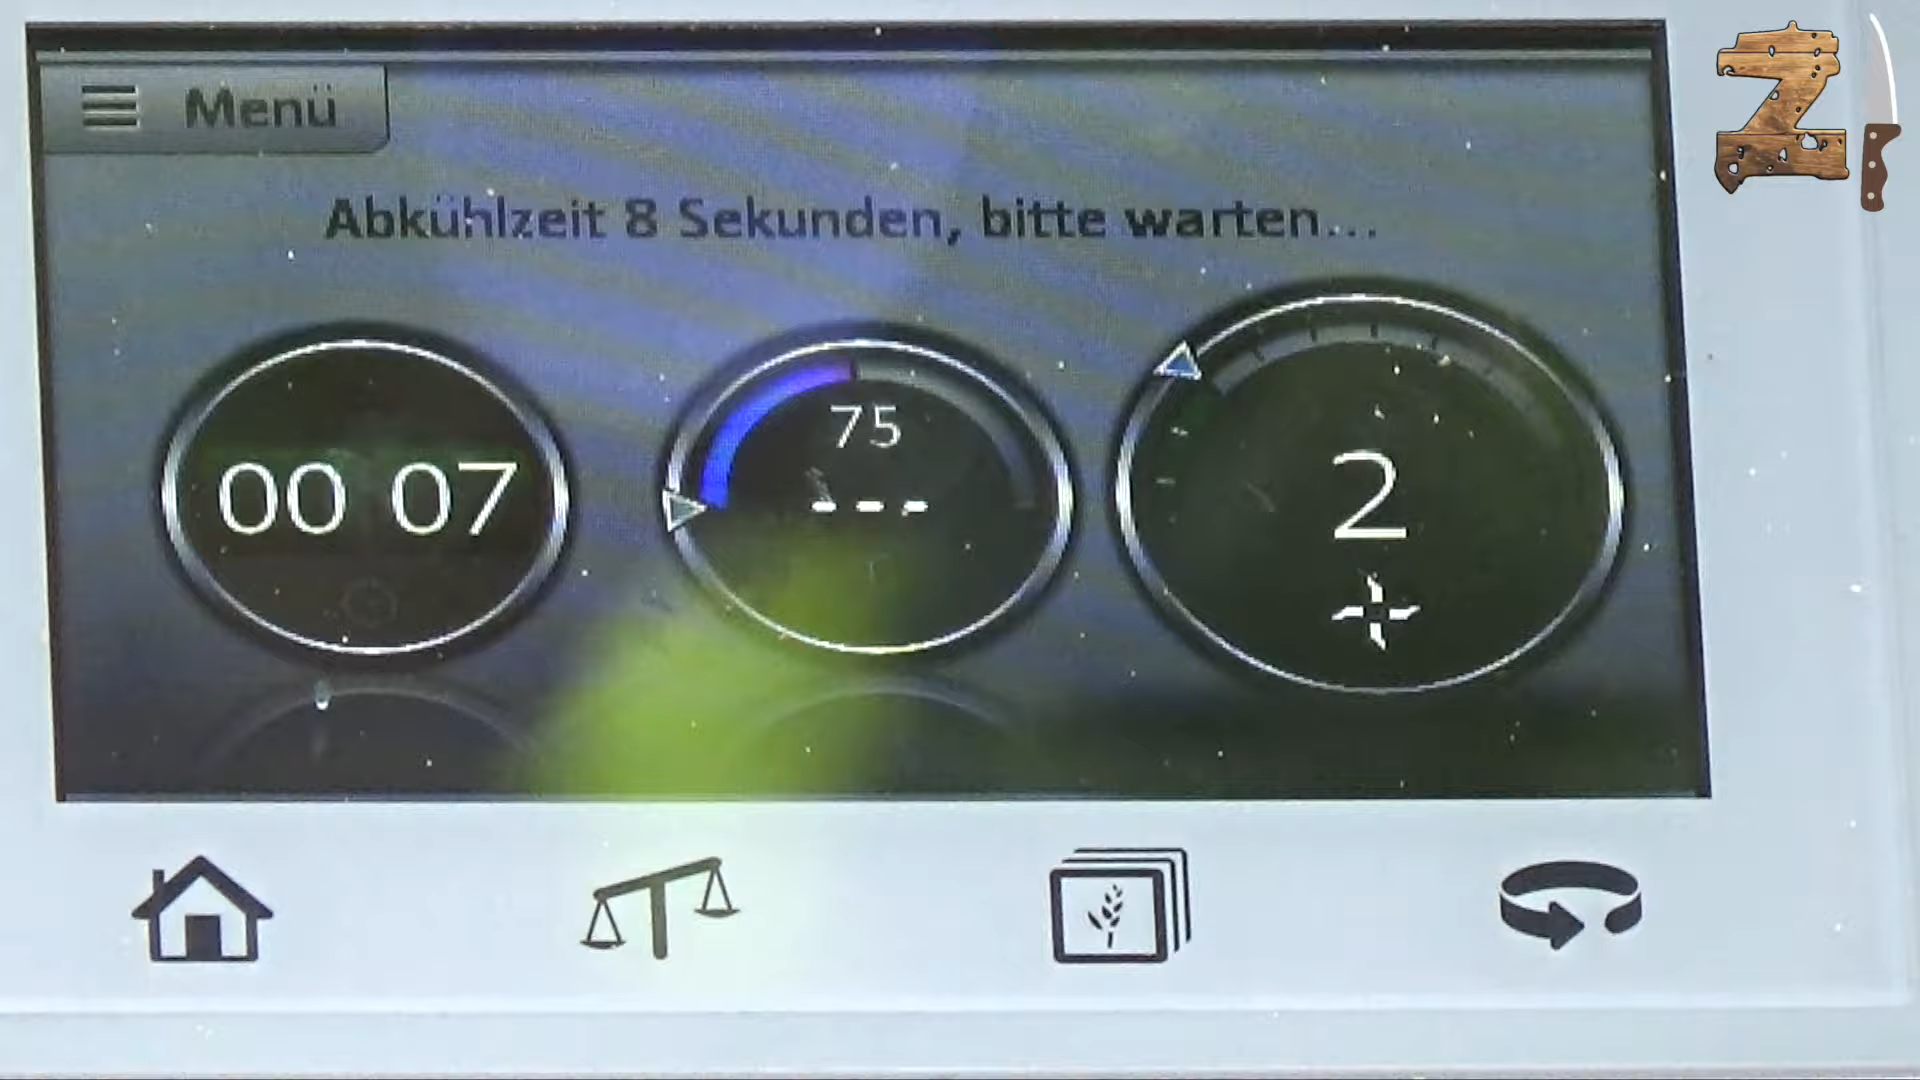 Menü
Abkühlzeit 8 Sekunden, bitte warten...
00 07
75
---
2
Z